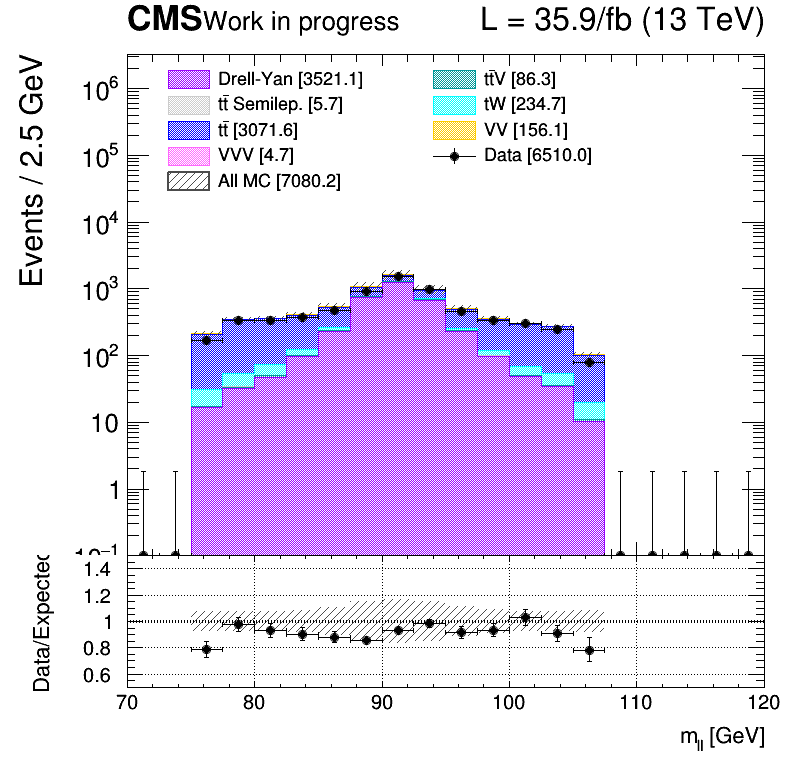 CMS Work in progress L = 35.9/fb (13 TeV)
Events / 2.5 GeV
Drell-Yan [3521.1]
tt̄ Semilep. [5.7]
tt̄ [3071.6]
VVV [4.7]
All MC [7080.2]
tt̄V [86.3]
tW [234.7]
VV [156.1]
Data [6510.0]
10⁶
10⁵
10⁴
10³
10²
10
1
10⁻¹
Data/Expected
1.4
1.2
1
0.8
0.6
70 80 90 100 110 120
m_ll [GeV]